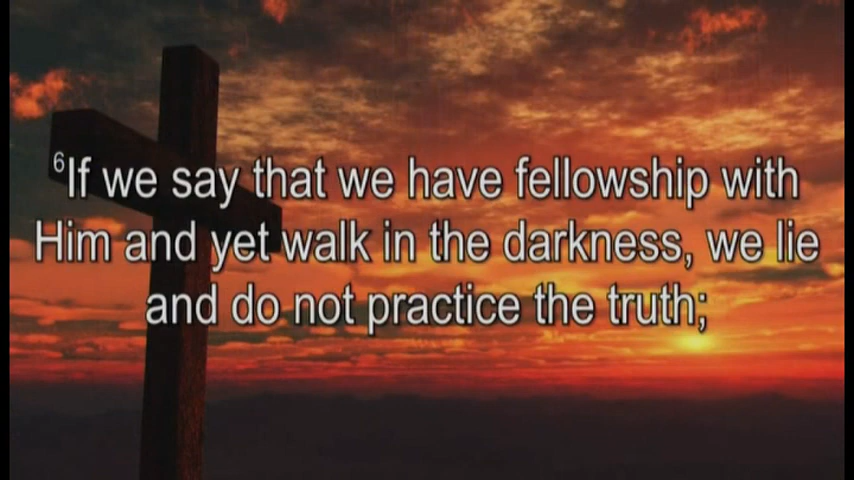 ⁶If we say that we have fellowship with
Him and yet walk in the darkness, we lie
and do not practice the truth;